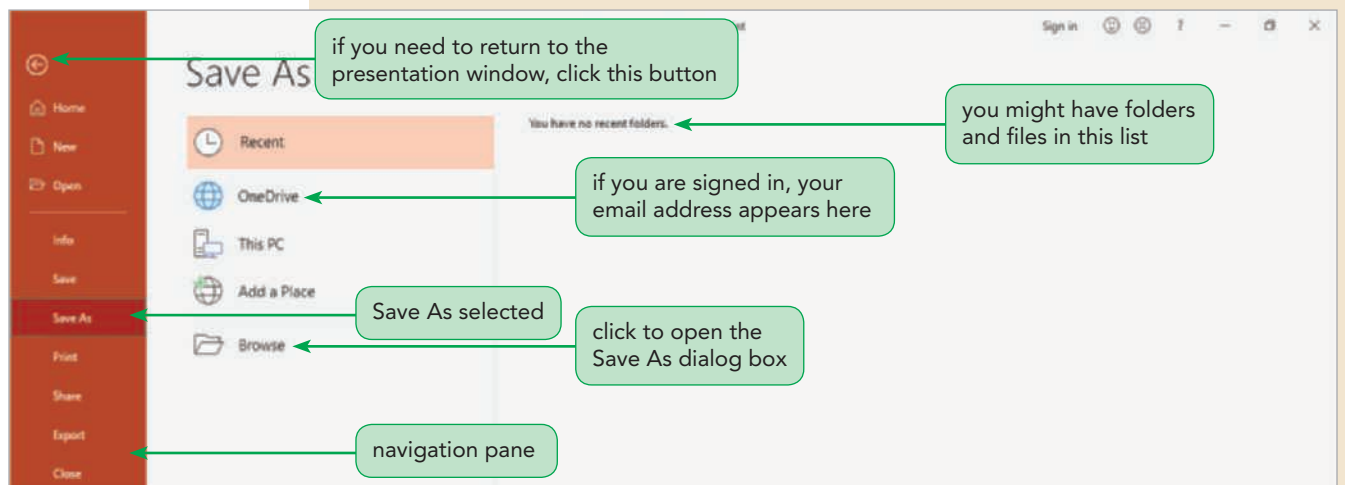 Sign in
?
if you need to return to the
presentation window, click this button
Save As
Home
New
Open
Info
Save
Save As
Print
Share
Export
Close
Recent
OneDrive
This PC
Add a Place
Browse
You have no recent folders.
you might have folders
and files in this list
if you are signed in, your
email address appears here
Save As selected
click to open the
Save As dialog box
navigation pane